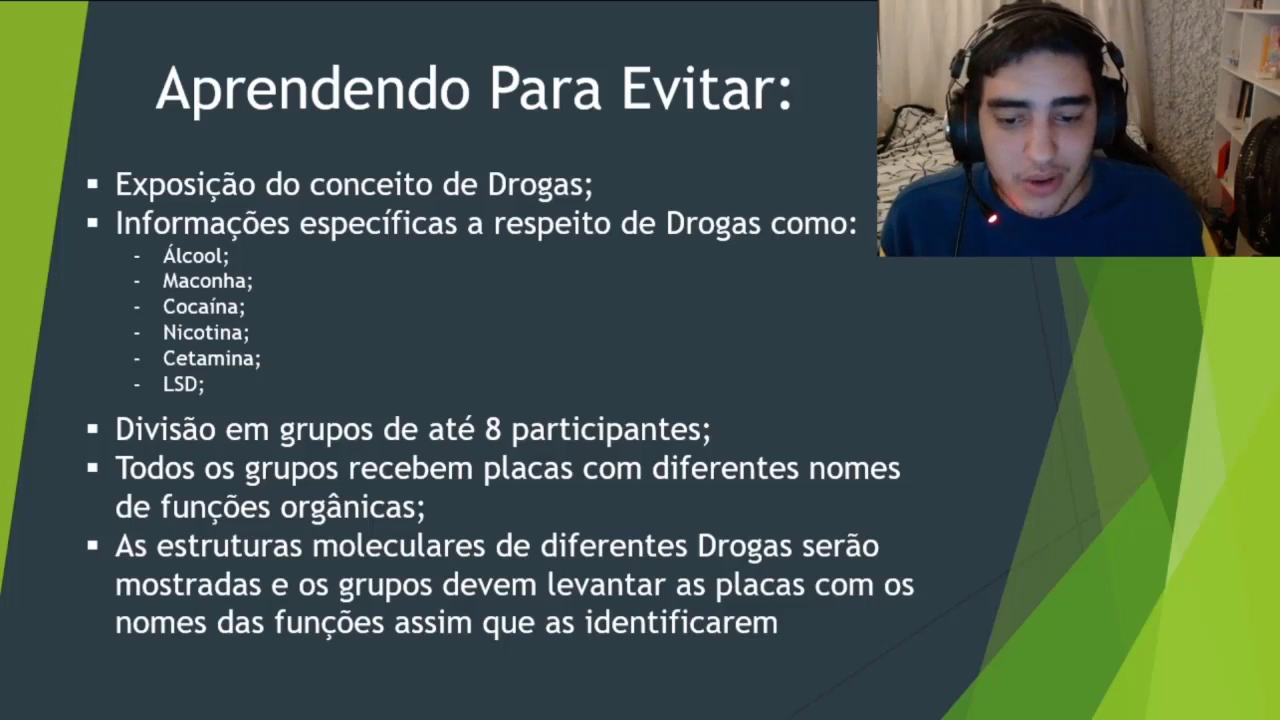 Aprendendo Para Evitar:
▪ Exposição do conceito de Drogas;
▪ Informações específicas a respeito de Drogas como:
- Álcool;
- Maconha;
- Cocaína;
- Nicotina;
- Cetamina;
- LSD;
▪ Divisão em grupos de até 8 participantes;
▪ Todos os grupos recebem placas com diferentes nomes
de funções orgânicas;
▪ As estruturas moleculares de diferentes Drogas serão
mostradas e os grupos devem levantar as placas com os
nomes das funções assim que as identificarem